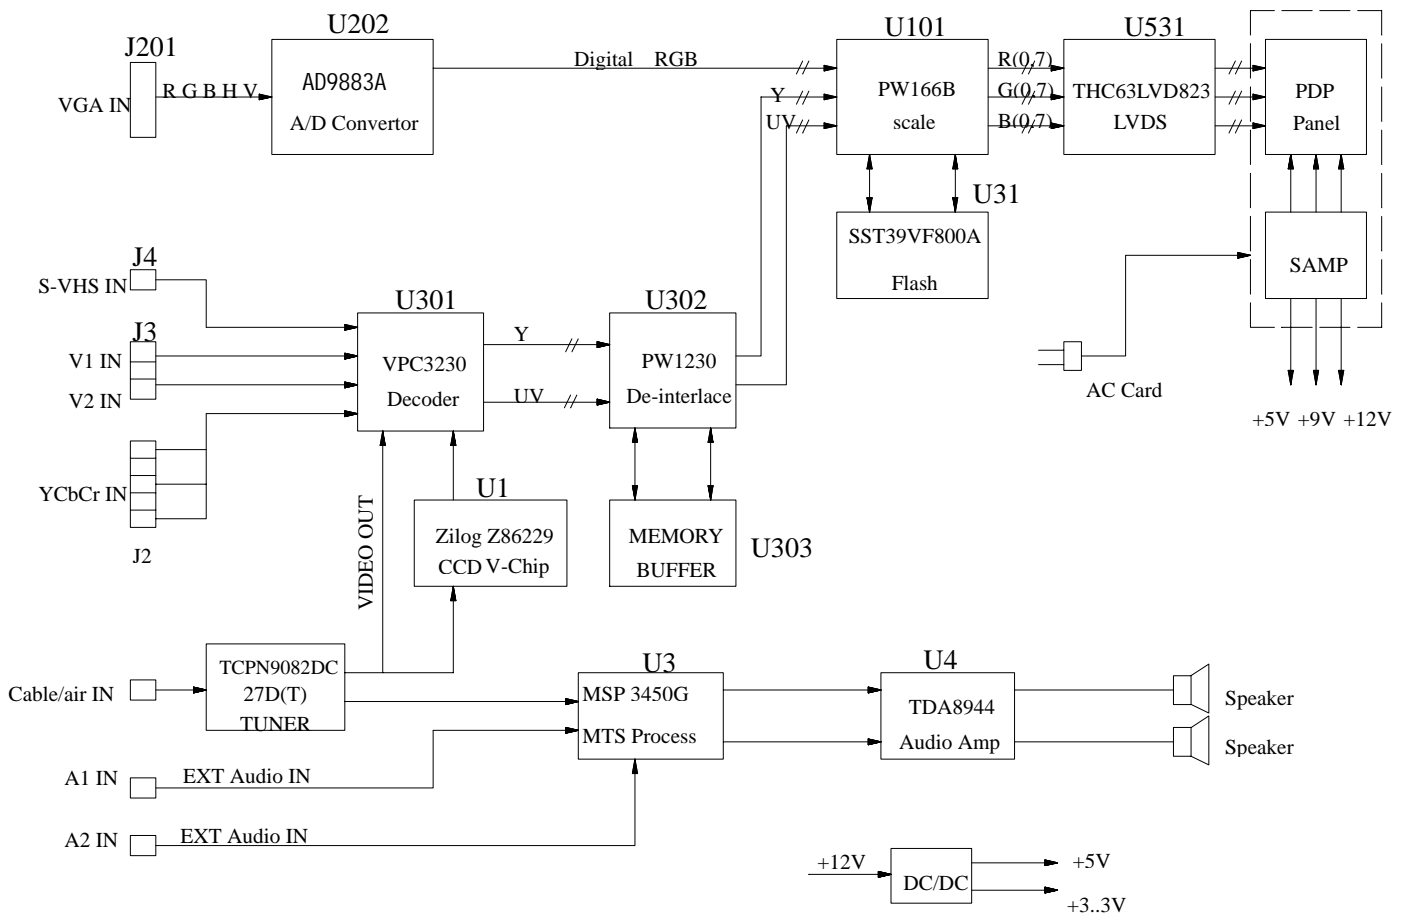 J201
VGA IN
R G B H V
U202
AD9883A
A/D Convertor
Digital RGB
Y
UV
U101
PW166B
scale
R(0,7)
G(0,7)
B(0,7)
U531
THC63LVD823
LVDS
PDP
Panel
U31
SST39VF800A
Flash
SAMP
AC Card
+5V +9V +12V
J4
S-VHS IN
J3
V1 IN
V2 IN
YCbCr IN
J2
U301
VPC3230
Decoder
Y
UV
U302
PW1230
De-interlace
VIDEO OUT
U1
Zilog Z86229
CCD V-Chip
MEMORY
BUFFER
U303
Cable/air IN
TCPN9082DC
27D(T)
TUNER
U3
MSP 3450G
MTS Process
U4
TDA8944
Audio Amp
Speaker
Speaker
A1 IN
EXT Audio IN
A2 IN
EXT Audio IN
+12V
DC/DC
+5V
+3..3V